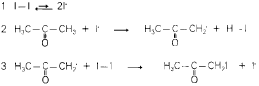 1 I–I ⇌ 2I·
2 H₃C–C–CH₃ + I· → H₃C–C–CH₂· + H–I
O O
3 H₃C–C–CH₂· + I–I → H₃C–C–CH₂I + I·
O O